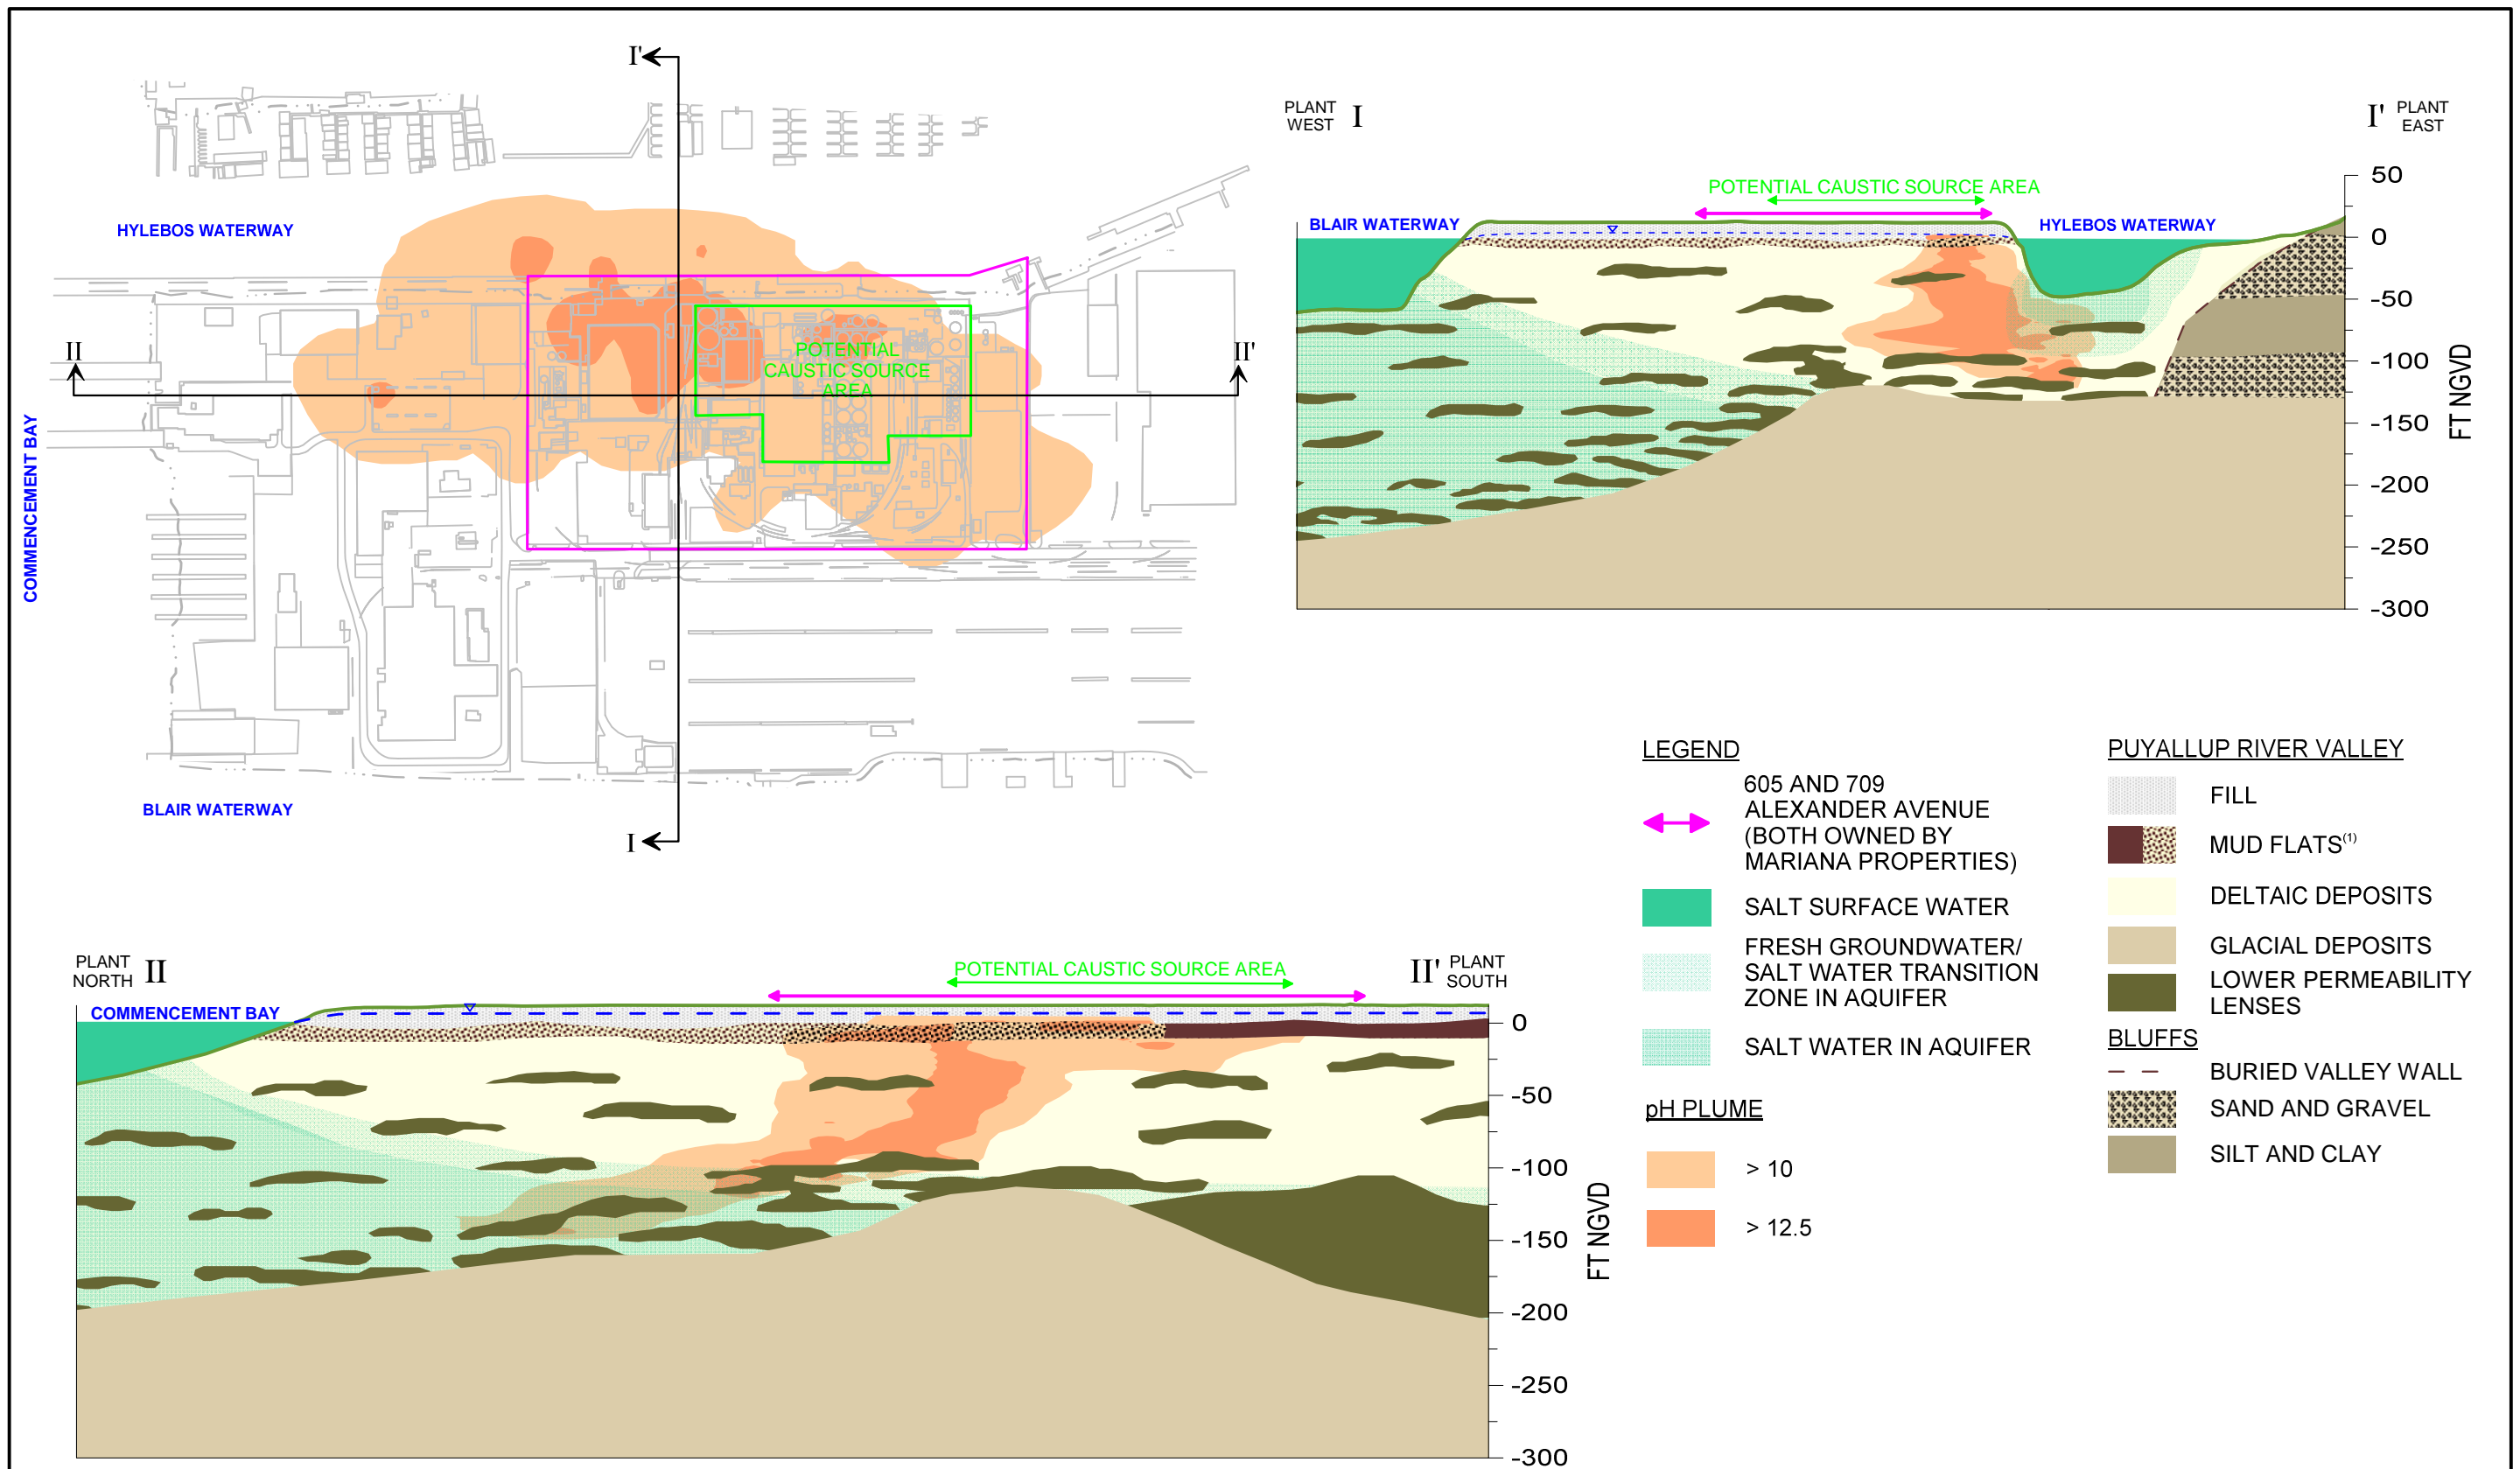 I'
HYLEBOS WATERWAY
II
II'
POTENTIAL
CAUSTIC SOURCE
AREA
COMMENCEMENT BAY
BLAIR WATERWAY
I
PLANT
WEST
I
I'
PLANT
EAST
POTENTIAL CAUSTIC SOURCE AREA
BLAIR WATERWAY
HYLEBOS WATERWAY
50
0
-50
-100
-150
-200
-250
-300
FT NGVD
PLANT
NORTH
II
II'
PLANT
SOUTH
POTENTIAL CAUSTIC SOURCE AREA
COMMENCEMENT BAY
0
-50
-100
-150
-200
-250
-300
FT NGVD
LEGEND
605 AND 709
ALEXANDER AVENUE
(BOTH OWNED BY
MARIANA PROPERTIES)
SALT SURFACE WATER
FRESH GROUNDWATER/
SALT WATER TRANSITION
ZONE IN AQUIFER
SALT WATER IN AQUIFER
pH PLUME
> 10
> 12.5
PUYALLUP RIVER VALLEY
FILL
MUD FLATS(1)
DELTAIC DEPOSITS
GLACIAL DEPOSITS
LOWER PERMEABILITY
LENSES
BLUFFS
BURIED VALLEY WALL
SAND AND GRAVEL
SILT AND CLAY